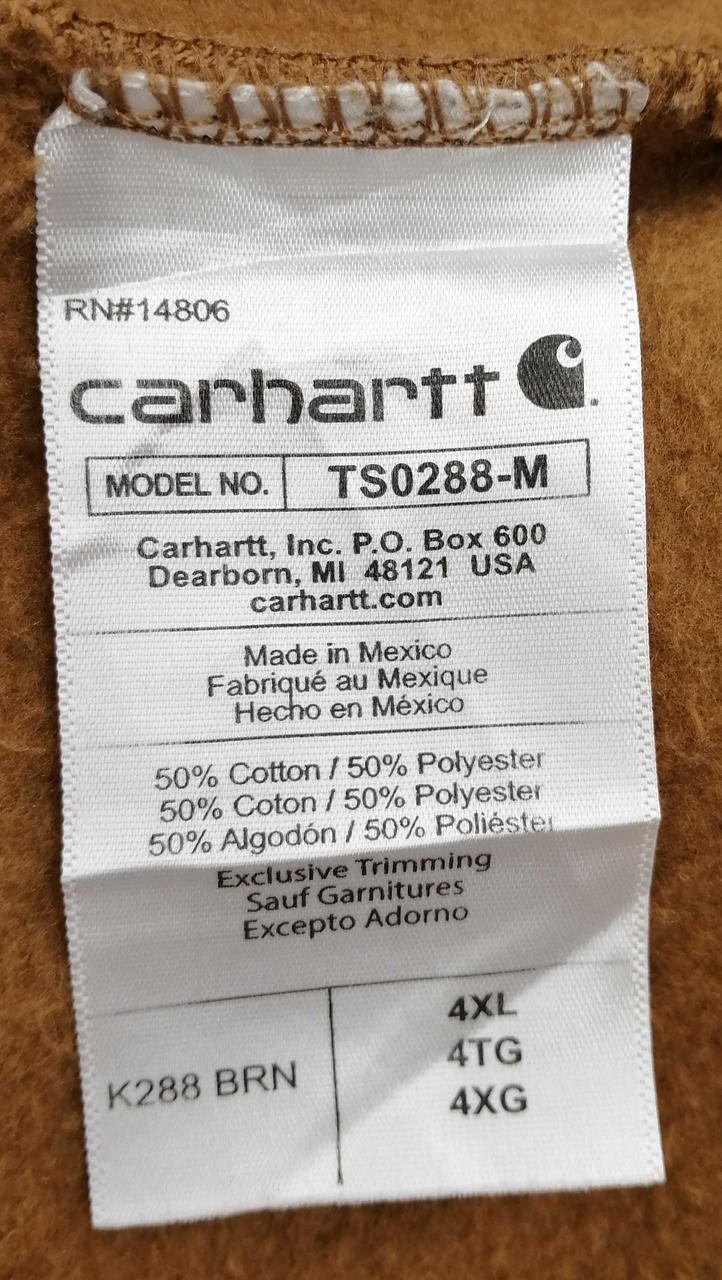 RN#14806
carhartt
MODEL NO. TS0288-M
Carhartt, Inc. P.O. Box 600
Dearborn, MI 48121 USA
carhartt.com
Made in Mexico
Fabriqué au Mexique
Hecho en México
50% Cotton / 50% Polyester
50% Coton / 50% Polyester
50% Algodón / 50% Poliéster
Exclusive Trimming
Sauf Garnitures
Excepto Adorno
K288 BRN
4XL
4TG
4XG